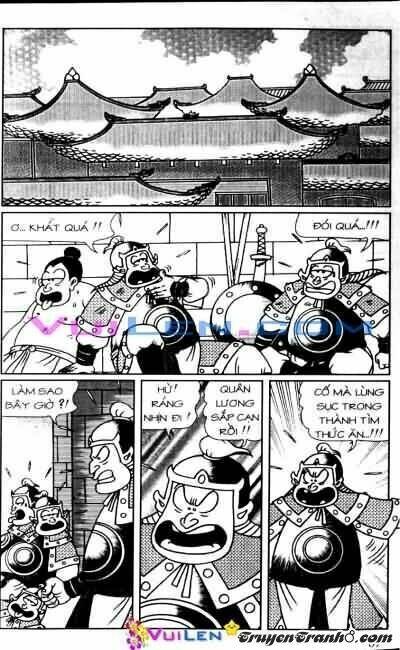 Ơ... KHÁT QUÁ !!
ĐÓI QUÁ...!!!
VUILEN.COM
LÀM SAO
BÂY GIỜ ?!
HỪ!
RÁNG
NHỊN ĐI !
QUÂN
LƯƠNG
SẮP CẠN
RỒI !!
CỐ MÀ LÙNG
SỤC TRONG
THÀNH TÌM
THỨC ĂN...!!!
VUILEN
TruyenTranh8.com